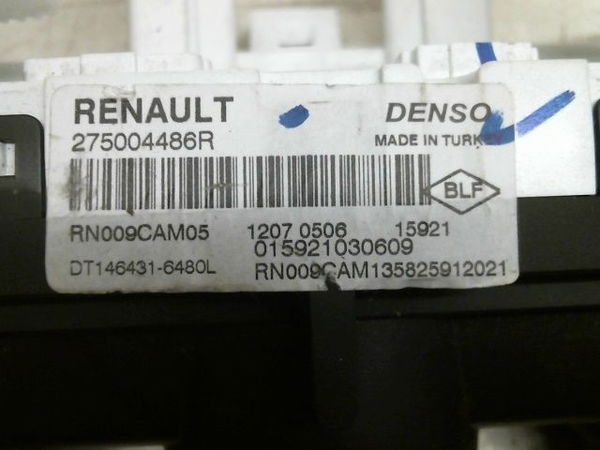 RENAULT DENSO
275004486R MADE IN TURKEY
BLF
RN009CAM05 1207 0506 15921
015921030609
DT146431-6480L RN009CAM135825912021